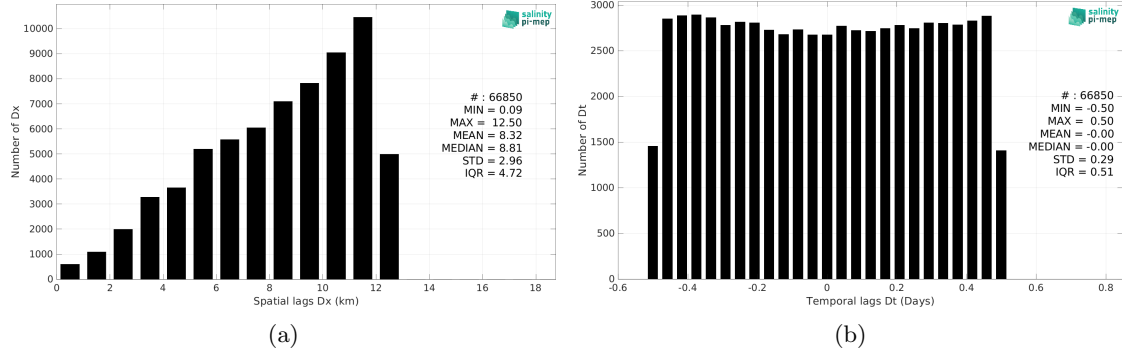 10000
9000
8000
7000
6000
5000
4000
3000
2000
1000
0
Number of Dx
0
2
4
6
8
10
12
14
16
18
Spatial lags Dx (km)
salinity
pi-mep
# : 66850
MIN = 0.09
MAX = 12.50
MEAN = 8.32
MEDIAN = 8.81
STD = 2.96
IQR = 4.72
(a)
3000
2500
2000
1500
1000
500
0
Number of Dt
-0.6
-0.4
-0.2
0
0.2
0.4
0.6
0.8
Temporal lags Dt (Days)
salinity
pi-mep
# : 66850
MIN = -0.50
MAX = 0.50
MEAN = -0.00
MEDIAN = -0.00
STD = 0.29
IQR = 0.51
(b)